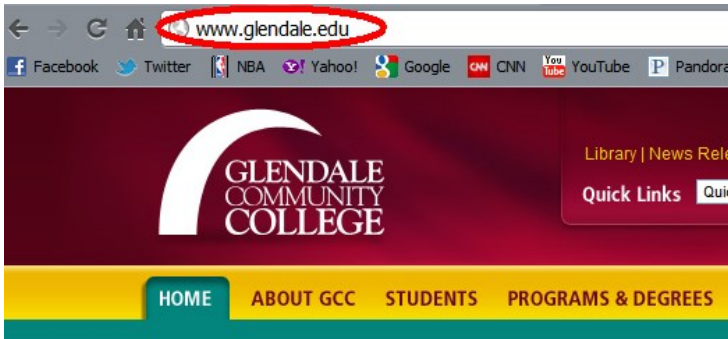 www.glendale.edu
Facebook Twitter NBA Yahoo! Google CNN YouTube Pandora
GLENDALE
COMMUNITY
COLLEGE
Library | News Rele
Quick Links Qui
HOME ABOUT GCC STUDENTS PROGRAMS & DEGREES